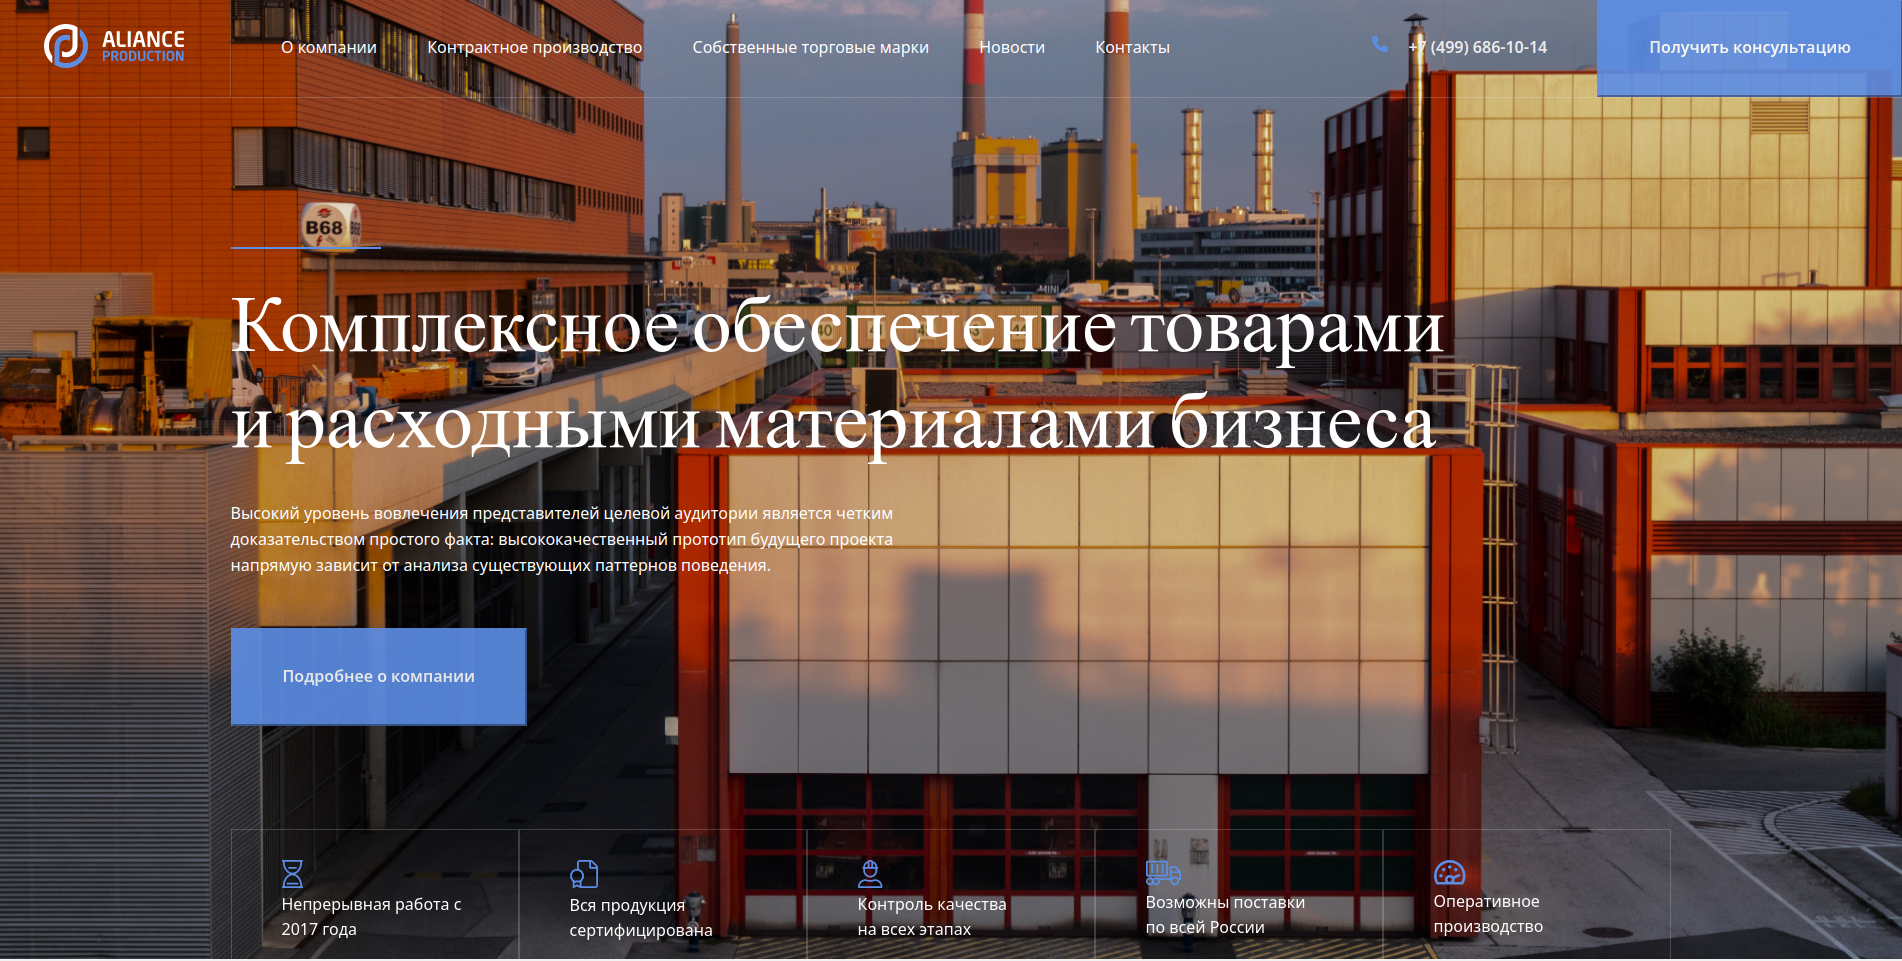 ALIANCE
PRODUCTION
О компании
Контрактное производство
Собственные торговые марки
Новости
Контакты
+7 (499) 686-10-14
Получить консультацию
B68
Комплексное обеспечение товарами
и расходными материалами бизнеса
Высокий уровень вовлечения представителей целевой аудитории является четким
доказательством простого факта: высококачественный прототип будущего проекта
напрямую зависит от анализа существующих паттернов поведения.
Подробнее о компании
Непрерывная работа с
2017 года
Вся продукция
сертифицирована
Контроль качества
на всех этапах
Возможны поставки
по всей России
Оперативное
производство